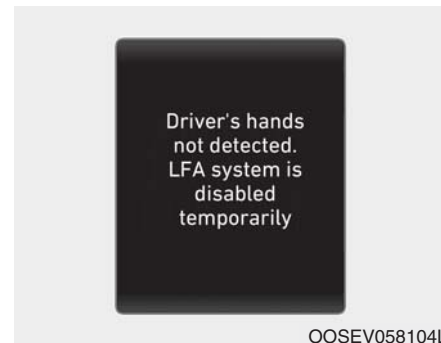 Driver's hands
not detected.
LFA system is
disabled
temporarily
OOSEV058104L